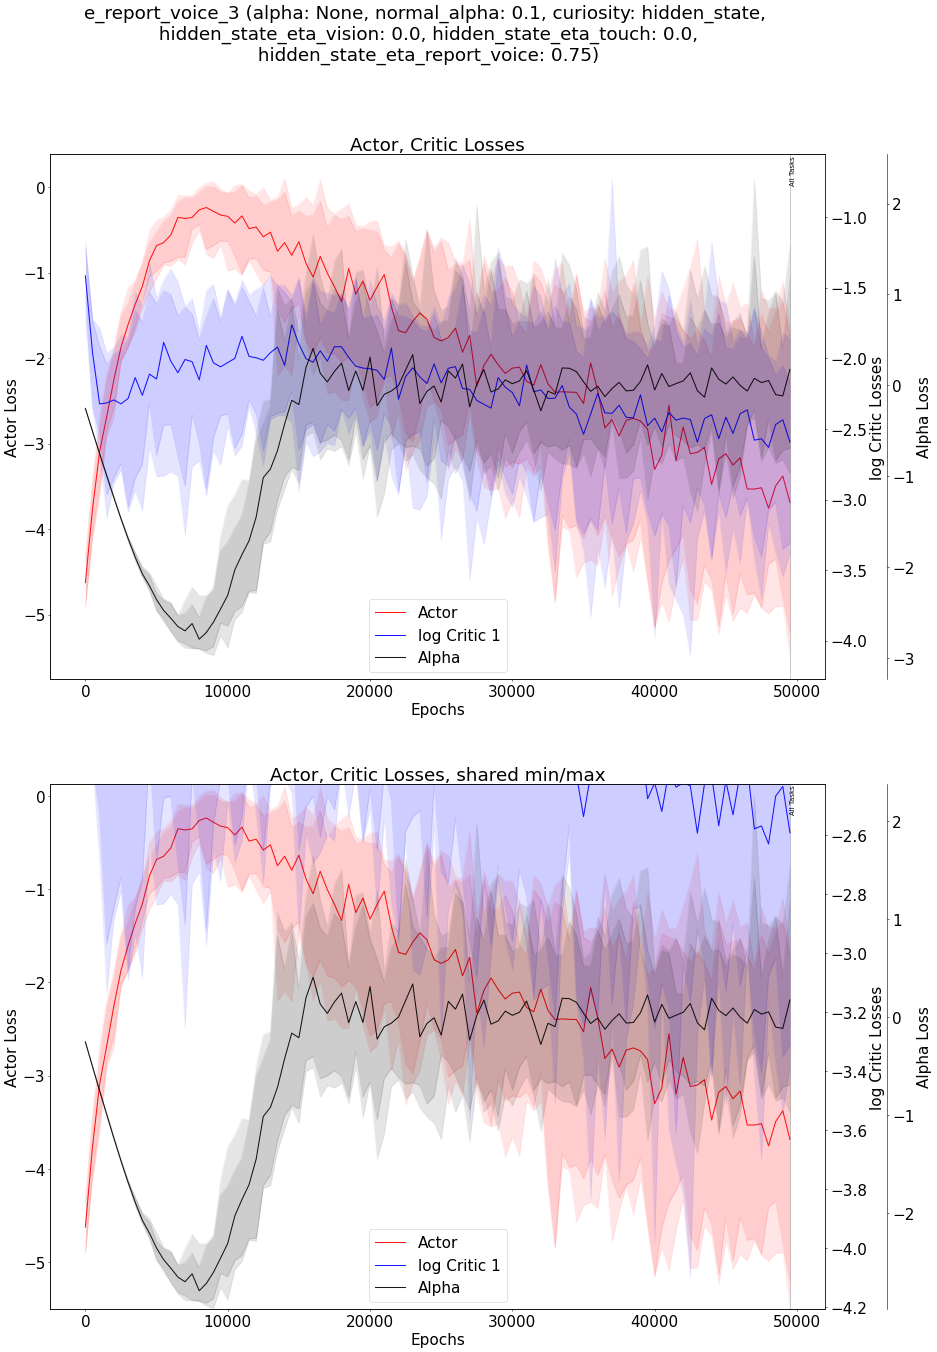 e_report_voice_3 (alpha: None, normal_alpha: 0.1, curiosity: hidden_state,
hidden_state_eta_vision: 0.0, hidden_state_eta_touch: 0.0,
hidden_state_eta_report_voice: 0.75)
Actor, Critic Losses
All Tasks
0
−1
−2
−3
−4
−5
Actor Loss
−1.0
−1.5
−2.0
−2.5
−3.0
−3.5
−4.0
log Critic Losses
2
1
0
−1
−2
−3
Alpha Loss
Actor
log Critic 1
Alpha
0
10000
20000
30000
40000
50000
Epochs
Actor, Critic Losses, shared min/max
All Tasks
0
−1
−2
−3
−4
−5
Actor Loss
−2.6
−2.8
−3.0
−3.2
−3.4
−3.6
−3.8
−4.0
−4.2
log Critic Losses
2
1
0
−1
−2
Alpha Loss
Actor
log Critic 1
Alpha
0
10000
20000
30000
40000
50000
Epochs